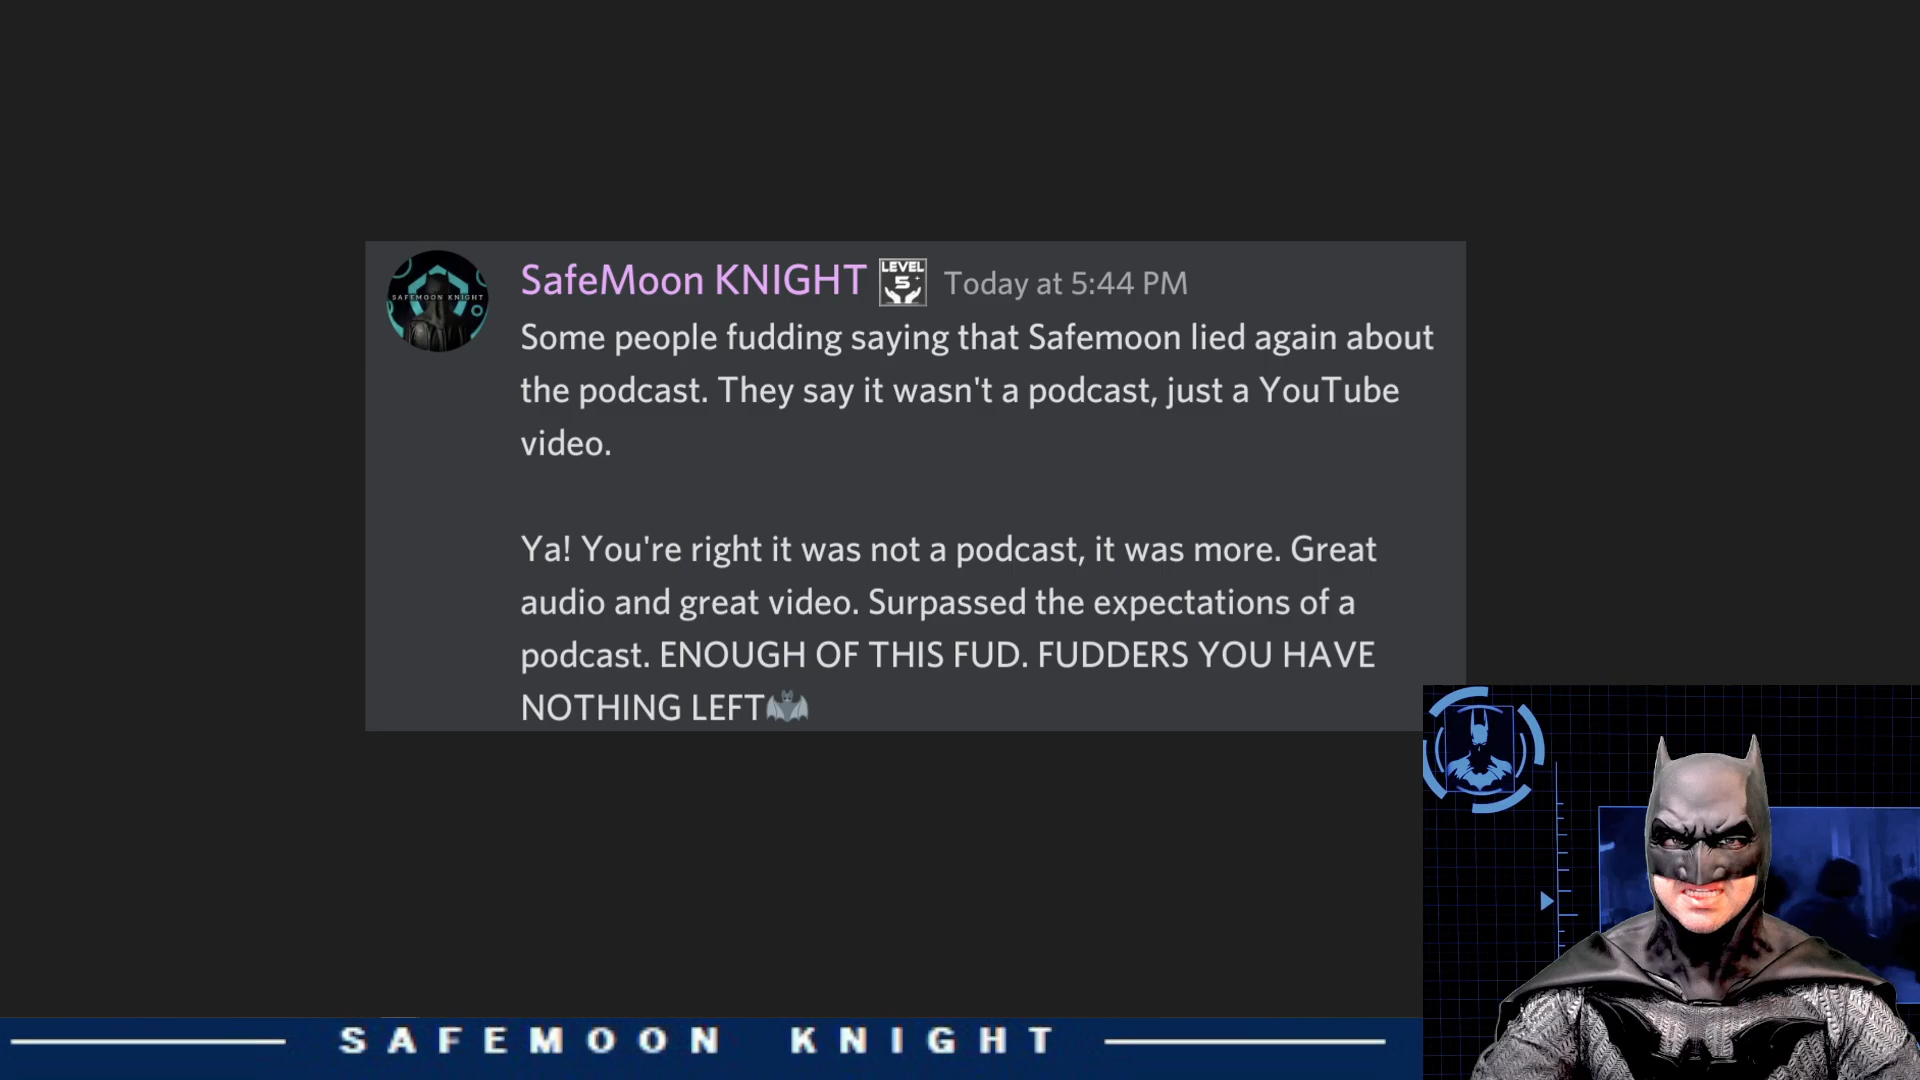 SafeMoon KNIGHT LEVEL 5 Today at 5:44 PM
SAFEMOON KNIGHT
Some people fudding saying that Safemoon lied again about
the podcast. They say it wasn't a podcast, just a YouTube
video.
Ya! You're right it was not a podcast, it was more. Great
audio and great video. Surpassed the expectations of a
podcast. ENOUGH OF THIS FUD. FUDDERS YOU HAVE
NOTHING LEFT🦇
SAFEMOON KNIGHT